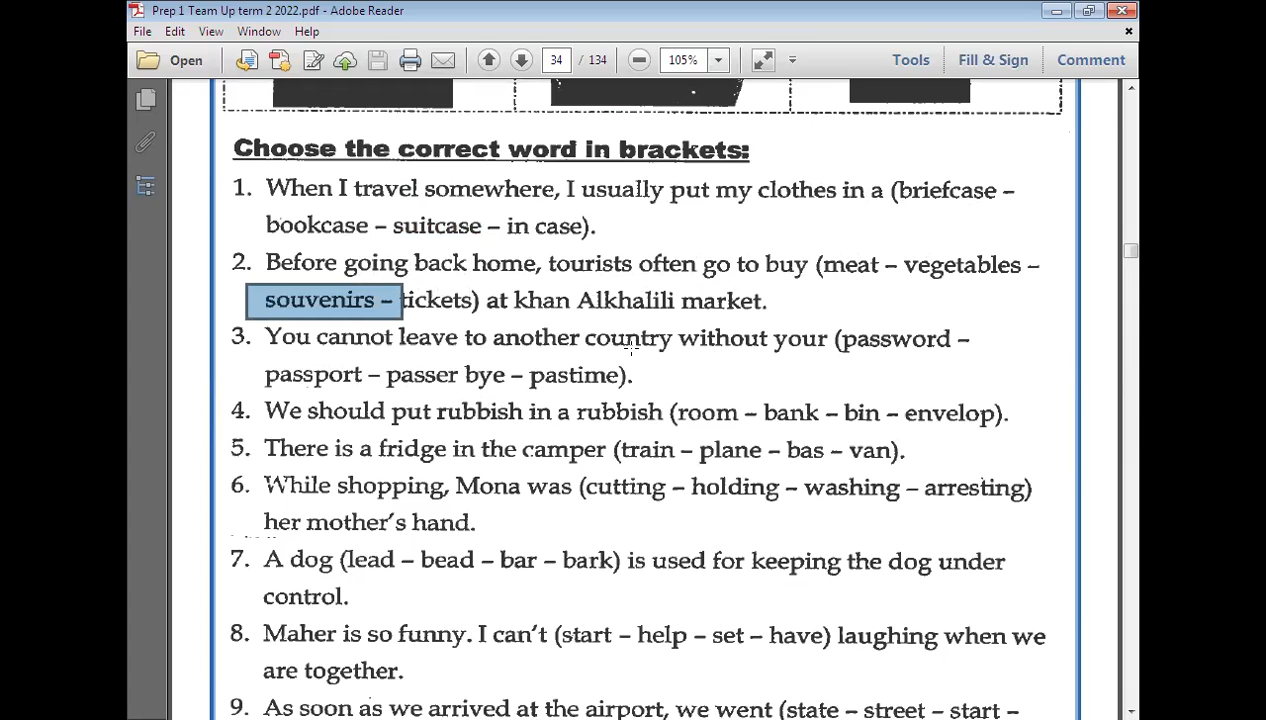 Prep 1 Team Up term 2 2022.pdf - Adobe Reader
File Edit View Window Help
Open 34 / 134 105% Tools Fill & Sign Comment
Choose the correct word in brackets:
1. When I travel somewhere, I usually put my clothes in a (briefcase –
bookcase – suitcase – in case).
2. Before going back home, tourists often go to buy (meat – vegetables –
souvenirs – tickets) at khan Alkhalili market.
3. You cannot leave to another country without your (password –
passport – passer bye – pastime).
4. We should put rubbish in a rubbish (room – bank – bin – envelop).
5. There is a fridge in the camper (train – plane – bas – van).
6. While shopping, Mona was (cutting – holding – washing – arresting)
her mother's hand.
7. A dog (lead – bead – bar – bark) is used for keeping the dog under
control.
8. Maher is so funny. I can't (start – help – set – have) laughing when we
are together.
9. As soon as we arrived at the airport, we went (state – street – start –